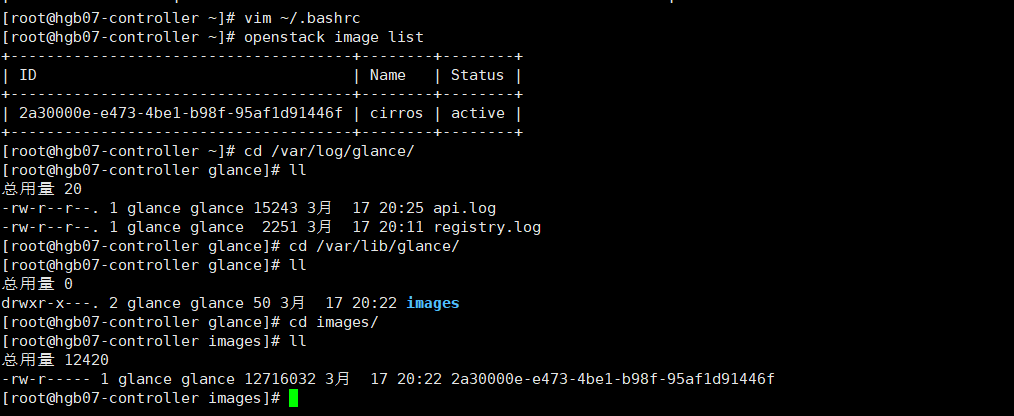 [root@hgb07-controller ~]# vim ~/.bashrc
[root@hgb07-controller ~]# openstack image list
+--------------------------------------+--------+--------+
| ID                                   | Name   | Status |
+--------------------------------------+--------+--------+
| 2a30000e-e473-4be1-b98f-95af1d91446f | cirros | active |
+--------------------------------------+--------+--------+
[root@hgb07-controller ~]# cd /var/log/glance/
[root@hgb07-controller glance]# ll
总用量 20
-rw-r--r--. 1 glance glance 15243 3月  17 20:25 api.log
-rw-r--r--. 1 glance glance  2251 3月  17 20:11 registry.log
[root@hgb07-controller glance]# cd /var/lib/glance/
[root@hgb07-controller glance]# ll
总用量 0
drwxr-x---. 2 glance glance 50 3月  17 20:22 images
[root@hgb07-controller glance]# cd images/
[root@hgb07-controller images]# ll
总用量 12420
-rw-r----- 1 glance glance 12716032 3月  17 20:22 2a30000e-e473-4be1-b98f-95af1d91446f
[root@hgb07-controller images]#